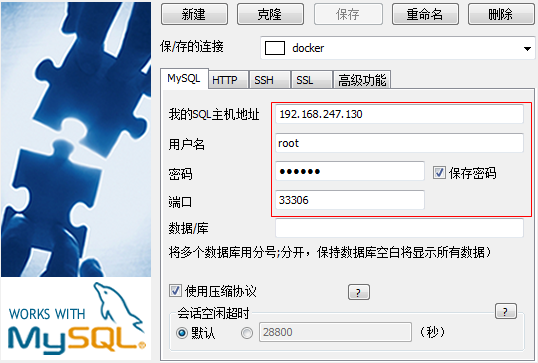 新建 克隆 保存 重命名 删除
保/存的连接 docker
MySQL HTTP SSH SSL 高级功能
我的SQL主机地址 192.168.247.130
用户名 root
密码 ●●●●●● 保存密码
端口 33306
数据/库
将多个数据库用分号;分开，保持数据库空白将显示所有数据）
使用压缩协议 ?
会话空闲超时 ?
默认 28800 （秒）
WORKS WITH
MySQL®